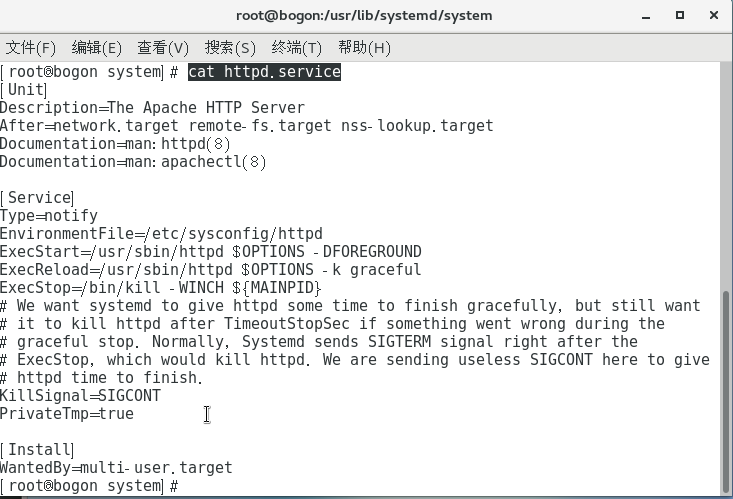 root@bogon:/usr/lib/systemd/system
文件(F) 编辑(E) 查看(V) 搜索(S) 终端(T) 帮助(H)
[root@bogon system]# cat httpd.service
[Unit]
Description=The Apache HTTP Server
After=network.target remote-fs.target nss-lookup.target
Documentation=man:httpd(8)
Documentation=man:apachectl(8)

[Service]
Type=notify
EnvironmentFile=/etc/sysconfig/httpd
ExecStart=/usr/sbin/httpd $OPTIONS -DFOREGROUND
ExecReload=/usr/sbin/httpd $OPTIONS -k graceful
ExecStop=/bin/kill -WINCH ${MAINPID}
# We want systemd to give httpd some time to finish gracefully, but still want
# it to kill httpd after TimeoutStopSec if something went wrong during the
# graceful stop. Normally, Systemd sends SIGTERM signal right after the
# ExecStop, which would kill httpd. We are sending useless SIGCONT here to give
# httpd time to finish.
KillSignal=SIGCONT
PrivateTmp=true

[Install]
WantedBy=multi-user.target
[root@bogon system]#